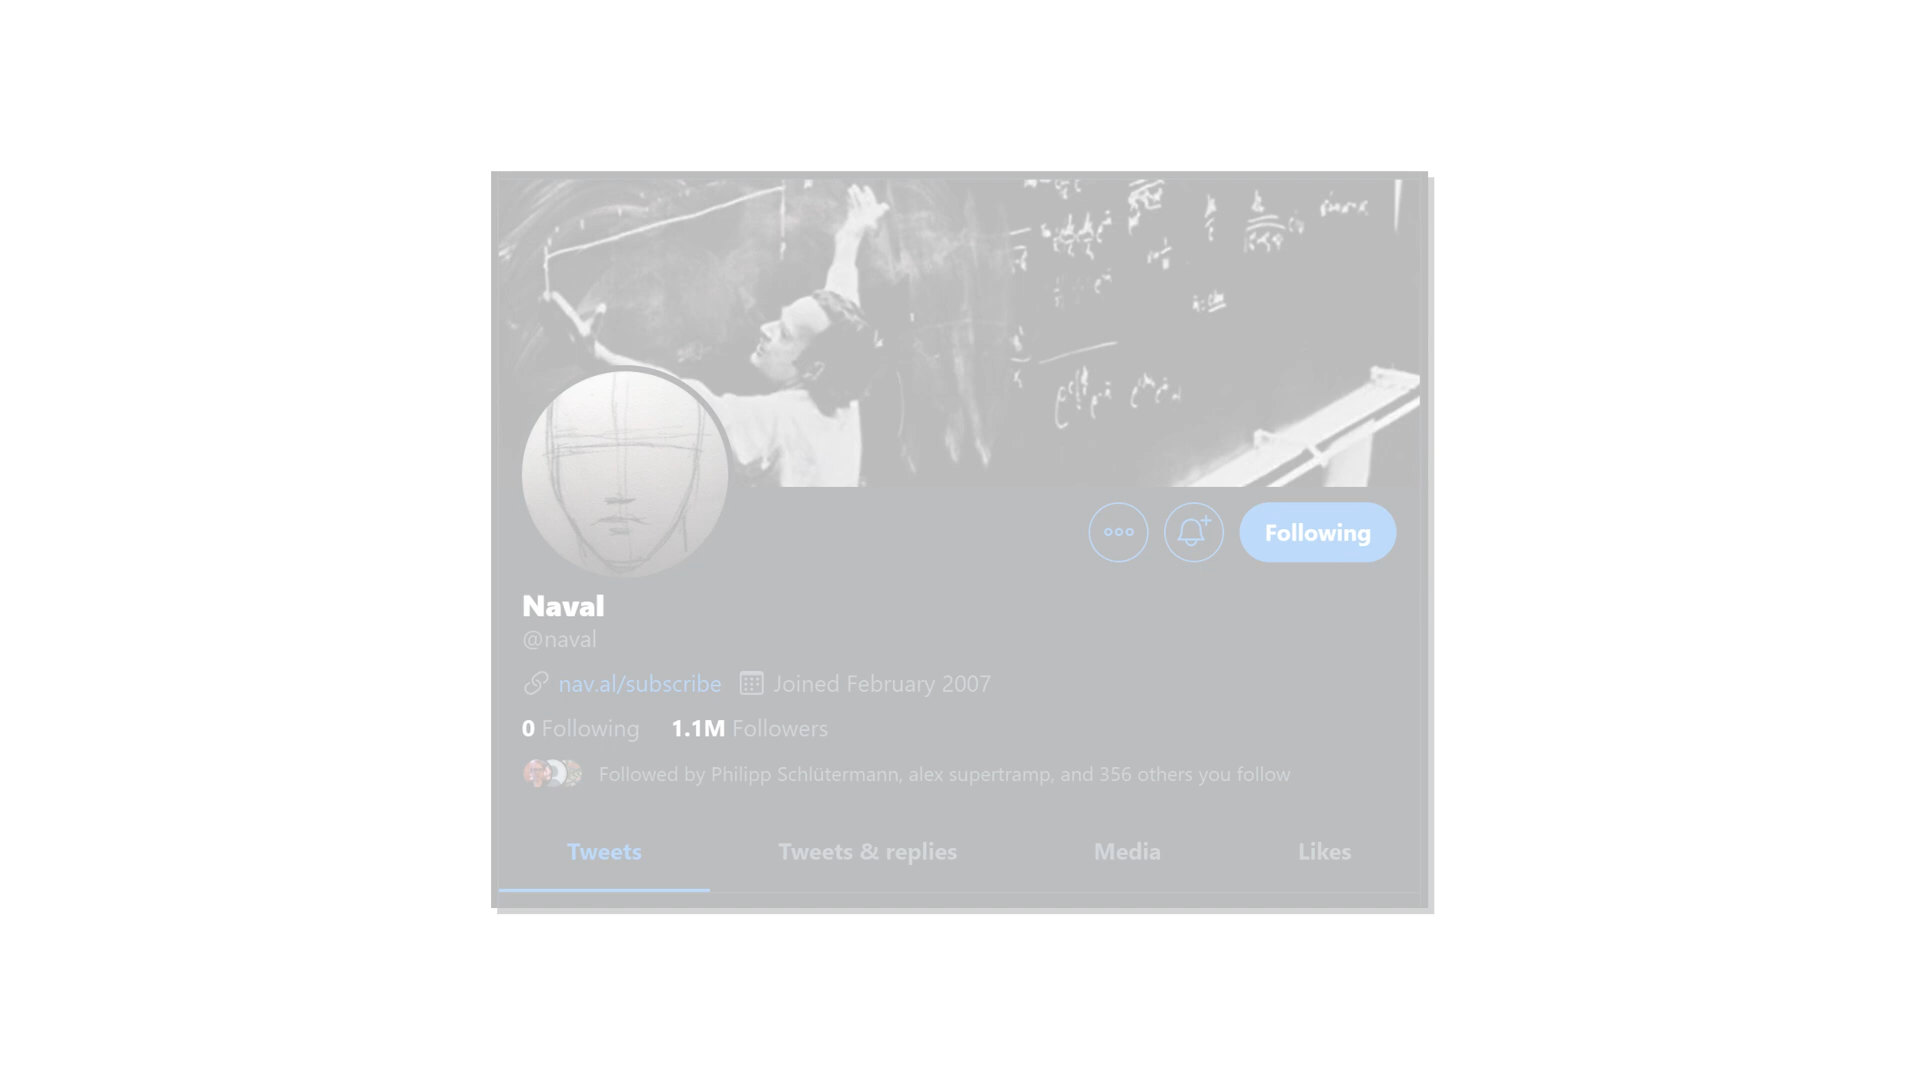 Following
Naval
@naval
nav.al/subscribe Joined February 2007
0 Following 1.1M Followers
Followed by Philipp Schlütermann, alex supertramp, and 356 others you follow
Tweets Tweets & replies Media Likes